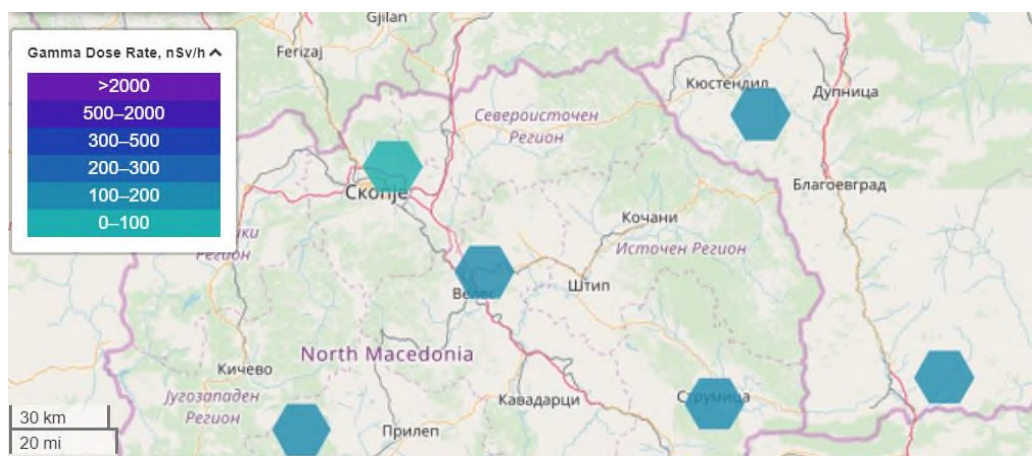 Gjilan
Gamma Dose Rate, nSv/h
Ferizaj
>2000
500–2000
300–500
200–300
100–200
0–100
Кюстендил
Дупница
Североисточен
Регион
Скопје
Благоевград
Кочани
Регион
Источен Регион
Штип
Велес
North Macedonia
Кичево
Југозападен
Регион
Кавадарци
Струмица
Прилеп
30 km
20 mi